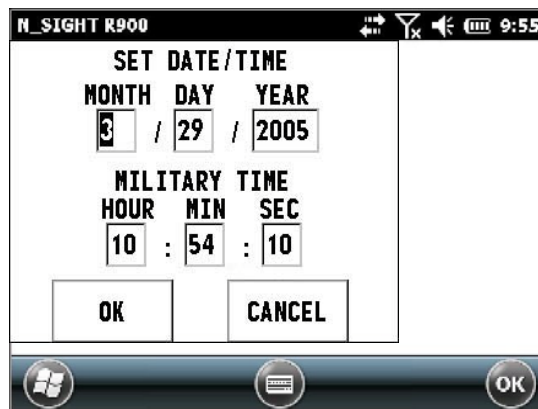 N_SIGHT R900 9:55
SET DATE/TIME
MONTH DAY YEAR
3 / 29 / 2005
MILITARY TIME
HOUR MIN SEC
10 : 54 : 10
OK CANCEL
OK